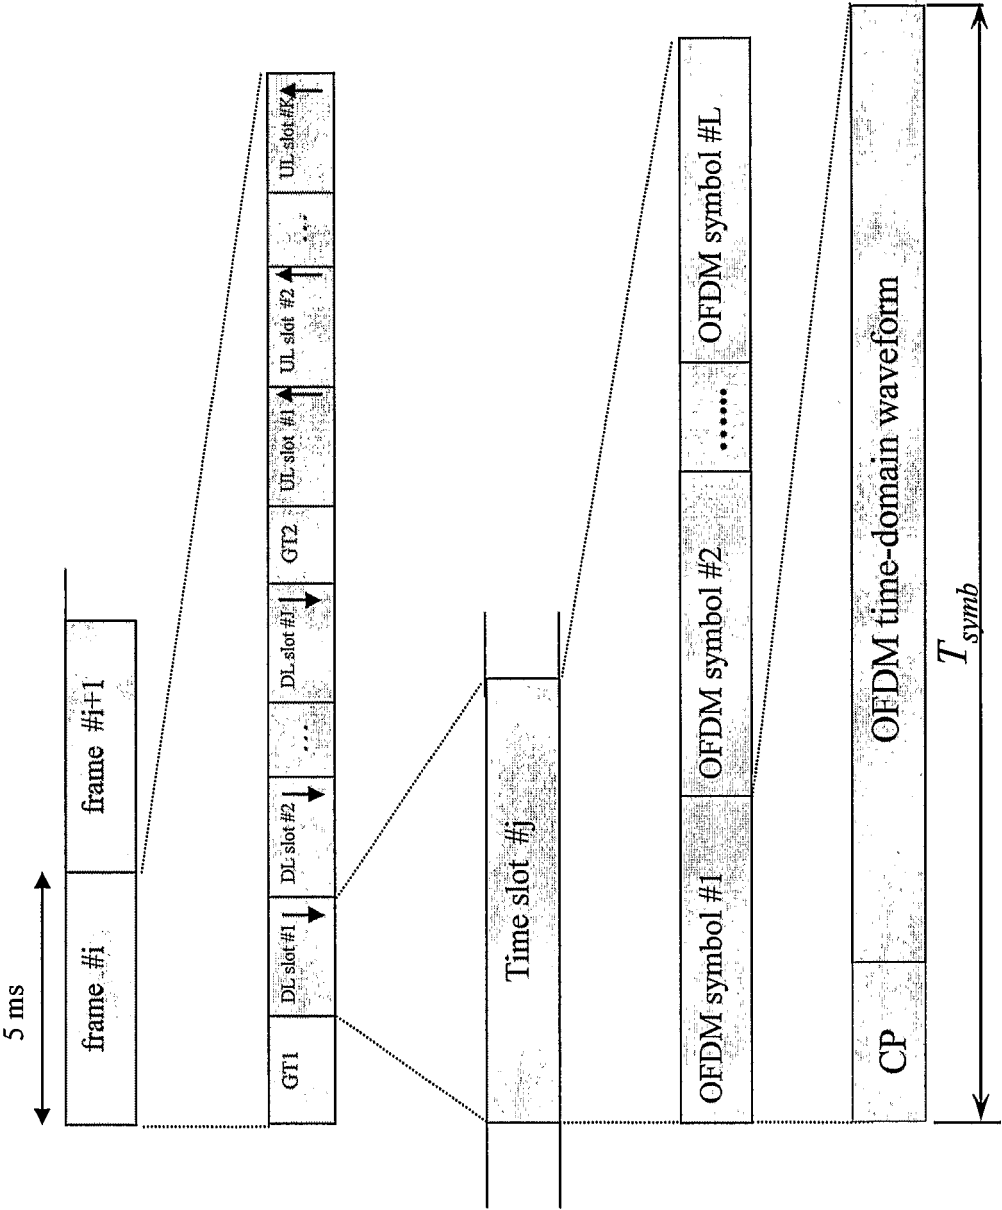 5 ms
frame #i
frame #i+1
GT1
DL slot #1
DL slot #2
...
DL slot #J
GT2
UL slot #1
UL slot #2
...
UL slot #K
Time slot #j
OFDM symbol #1
OFDM symbol #2
......
OFDM symbol #L
CP
OFDM time-domain waveform
T_symb